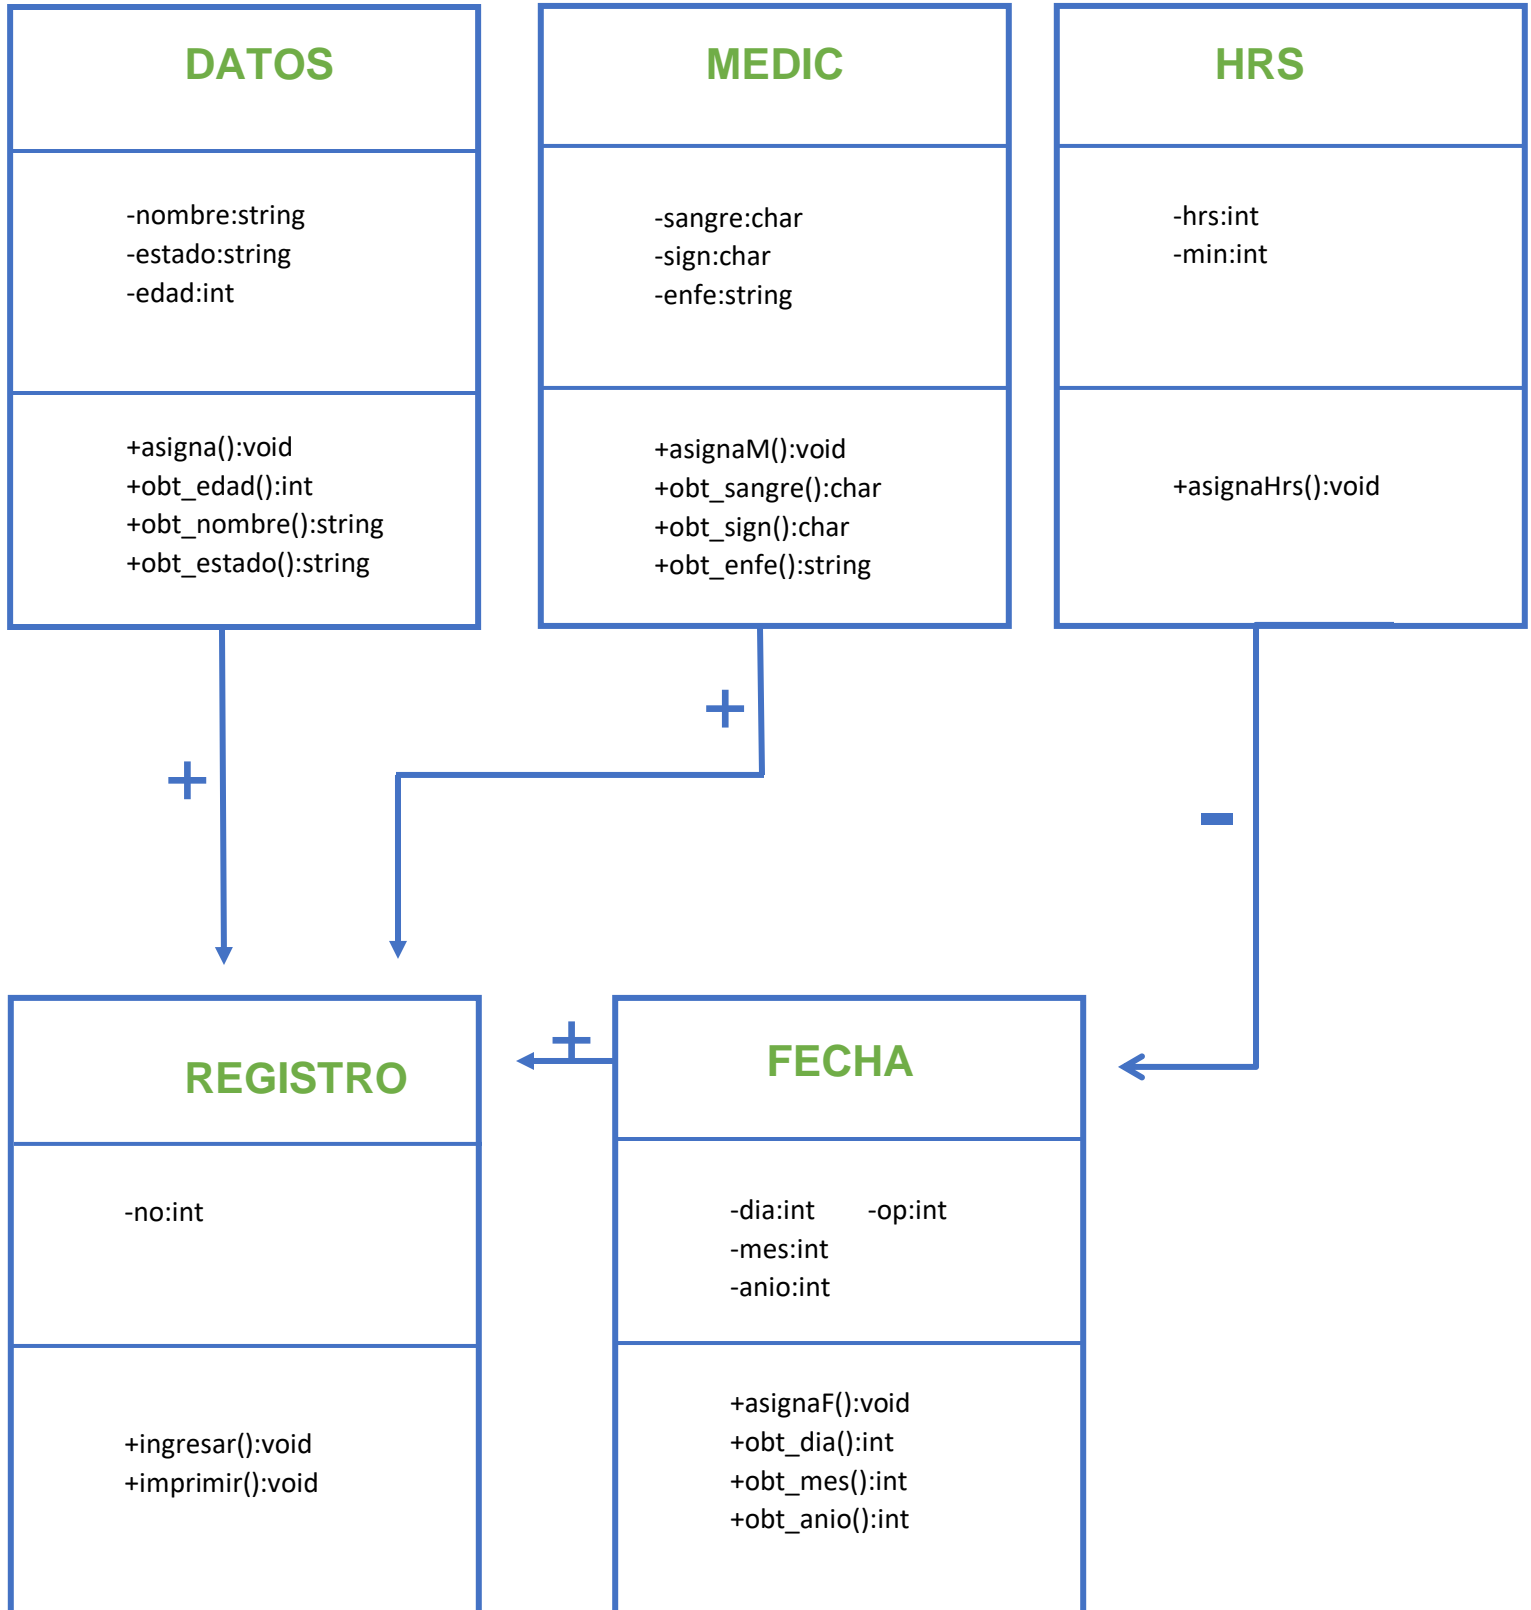 DATOS
-nombre:string
-estado:string
-edad:int
+asigna():void
+obt_edad():int
+obt_nombre():string
+obt_estado():string
MEDIC
-sangre:char
-sign:char
-enfe:string
+asignaM():void
+obt_sangre():char
+obt_sign():char
+obt_enfe():string
HRS
-hrs:int
-min:int
+asignaHrs():void
+
+
-
+
REGISTRO
-no:int
+ingresar():void
+imprimir():void
FECHA
-dia:int -op:int
-mes:int
-anio:int
+asignaF():void
+obt_dia():int
+obt_mes():int
+obt_anio():int